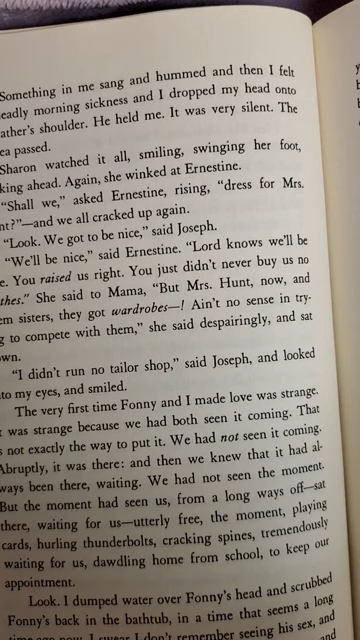 Something in me sang and hummed and then I felt
eadly morning sickness and I dropped my head onto
ather's shoulder. He held me. It was very silent. The
ea passed.
Sharon watched it all, smiling, swinging her foot,
king ahead. Again, she winked at Ernestine.
"Shall we," asked Ernestine, rising, "dress for Mrs.
nt?"—and we all cracked up again.
"Look. We got to be nice," said Joseph.
"We'll be nice," said Ernestine. "Lord knows we'll be
e. You raised us right. You just didn't never buy us no
thes." She said to Mama, "But Mrs. Hunt, now, and
em sisters, they got wardrobes—! Ain't no sense in try-
g to compete with them," she said despairingly, and sat
wn.
"I didn't run no tailor shop," said Joseph, and looked
to my eyes, and smiled.
The very first time Fonny and I made love was strange.
t was strange because we had both seen it coming. That
s not exactly the way to put it. We had not seen it coming.
Abruptly, it was there: and then we knew that it had al-
ways been there, waiting. We had not seen the moment.
But the moment had seen us, from a long ways off—sat
there, waiting for us—utterly free, the moment, playing
cards, hurling thunderbolts, cracking spines, tremendously
waiting for us, dawdling home from school, to keep our
appointment.
Look. I dumped water over Fonny's head and scrubbed
Fonny's back in the bathtub, in a time that seems a long
time ago now. I swear I don't remember seeing his sex, and